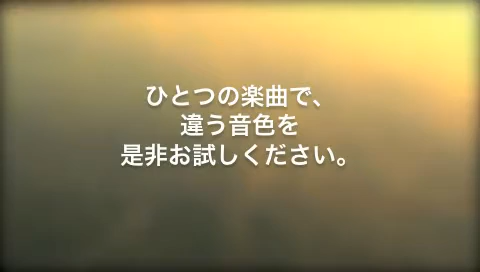 ひとつの楽曲で、
違う音色を
是非お試しください。